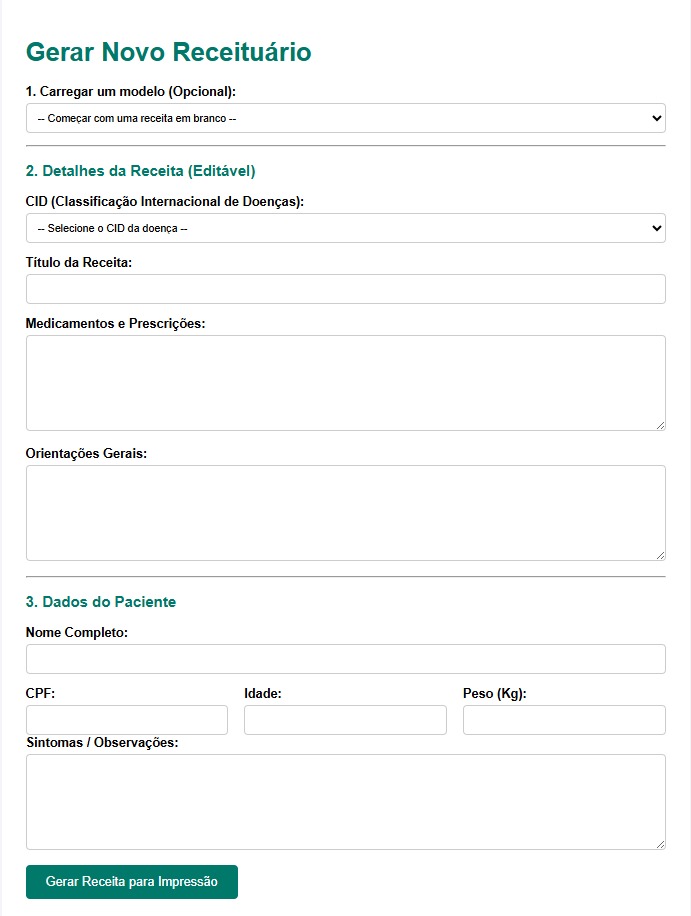 Gerar Novo Receituário
1. Carregar um modelo (Opcional):
-- Começar com uma receita em branco --
2. Detalhes da Receita (Editável)
CID (Classificação Internacional de Doenças):
-- Selecione o CID da doença --
Título da Receita:
Medicamentos e Prescrições:
Orientações Gerais:
3. Dados do Paciente
Nome Completo:
CPF: Idade: Peso (Kg):
Sintomas / Observações:
Gerar Receita para Impressão